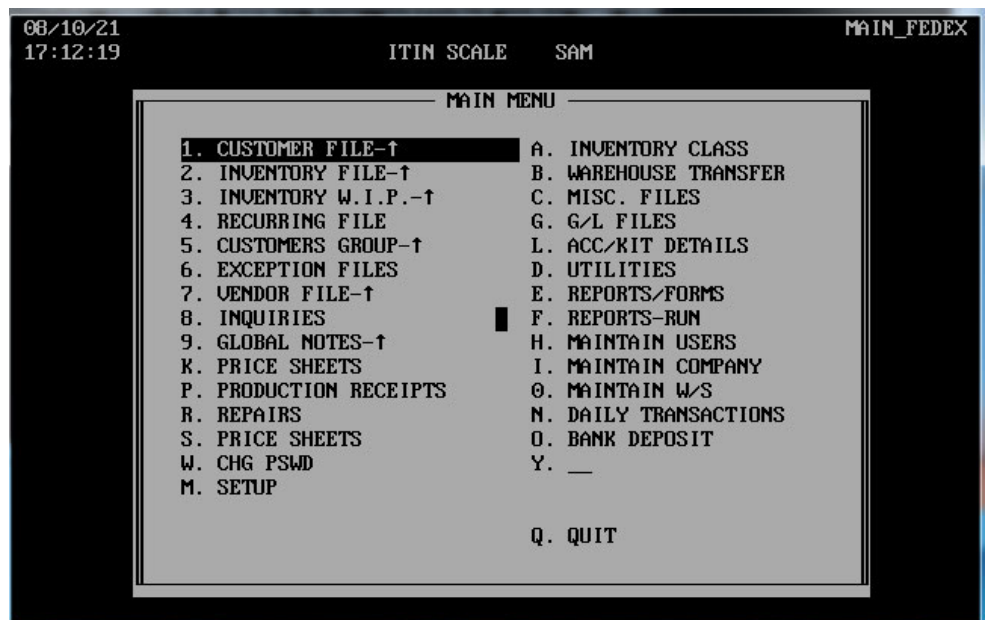 08/10/21 MAIN_FEDEX
17:12:19 ITIN SCALE SAM
MAIN MENU
1. CUSTOMER FILE-↑
2. INVENTORY FILE-↑
3. INVENTORY W.I.P.-↑
4. RECURRING FILE
5. CUSTOMERS GROUP-↑
6. EXCEPTION FILES
7. VENDOR FILE-↑
8. INQUIRIES
9. GLOBAL NOTES-↑
K. PRICE SHEETS
P. PRODUCTION RECEIPTS
R. REPAIRS
S. PRICE SHEETS
W. CHG PSWD
M. SETUP
A. INVENTORY CLASS
B. WAREHOUSE TRANSFER
C. MISC. FILES
G. G/L FILES
L. ACC/KIT DETAILS
D. UTILITIES
E. REPORTS/FORMS
F. REPORTS-RUN
H. MAINTAIN USERS
I. MAINTAIN COMPANY
0. MAINTAIN W/S
N. DAILY TRANSACTIONS
O. BANK DEPOSIT
Y. __
Q. QUIT